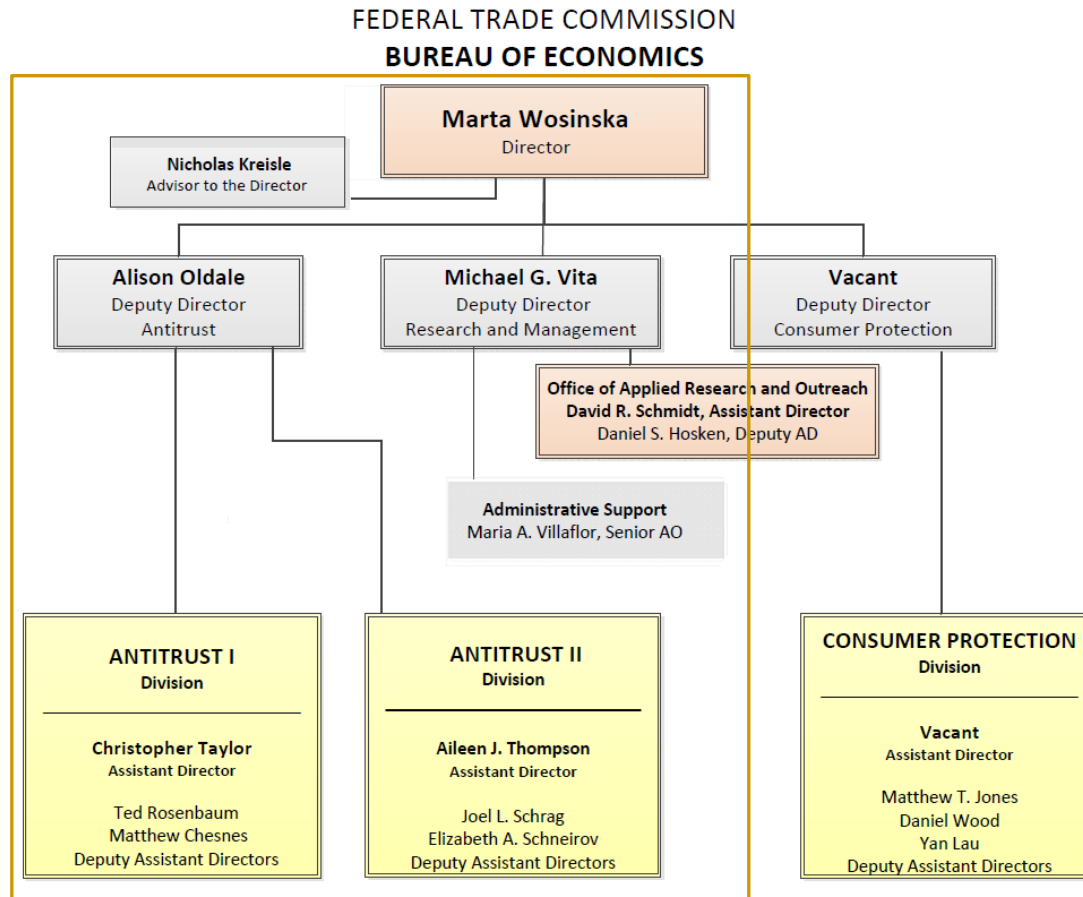 FEDERAL TRADE COMMISSION
BUREAU OF ECONOMICS
Marta Wosinska
Director
Nicholas Kreisle
Advisor to the Director
Alison Oldale
Deputy Director
Antitrust
Michael G. Vita
Deputy Director
Research and Management
Vacant
Deputy Director
Consumer Protection
Office of Applied Research and Outreach
David R. Schmidt, Assistant Director
Daniel S. Hosken, Deputy AD
Administrative Support
Maria A. Villaflor, Senior AO
ANTITRUST I
Division
Christopher Taylor
Assistant Director
Ted Rosenbaum
Matthew Chesnes
Deputy Assistant Directors
ANTITRUST II
Division
Aileen J. Thompson
Assistant Director
Joel L. Schrag
Elizabeth A. Schneirov
Deputy Assistant Directors
CONSUMER PROTECTION
Division
Vacant
Assistant Director
Matthew T. Jones
Daniel Wood
Yan Lau
Deputy Assistant Directors